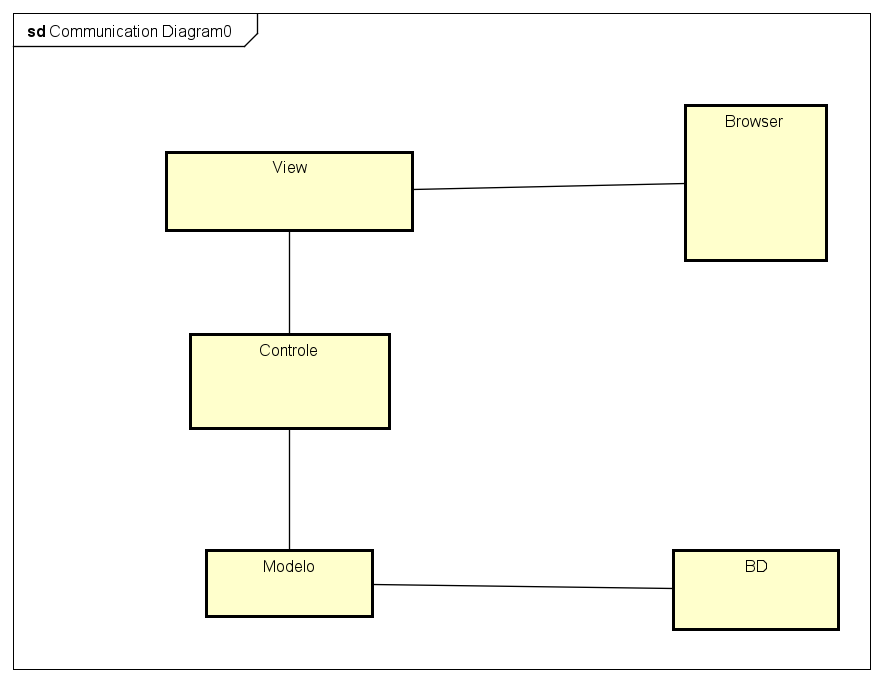 sd Communication Diagram0
Browser
View
Controle
Modelo
BD